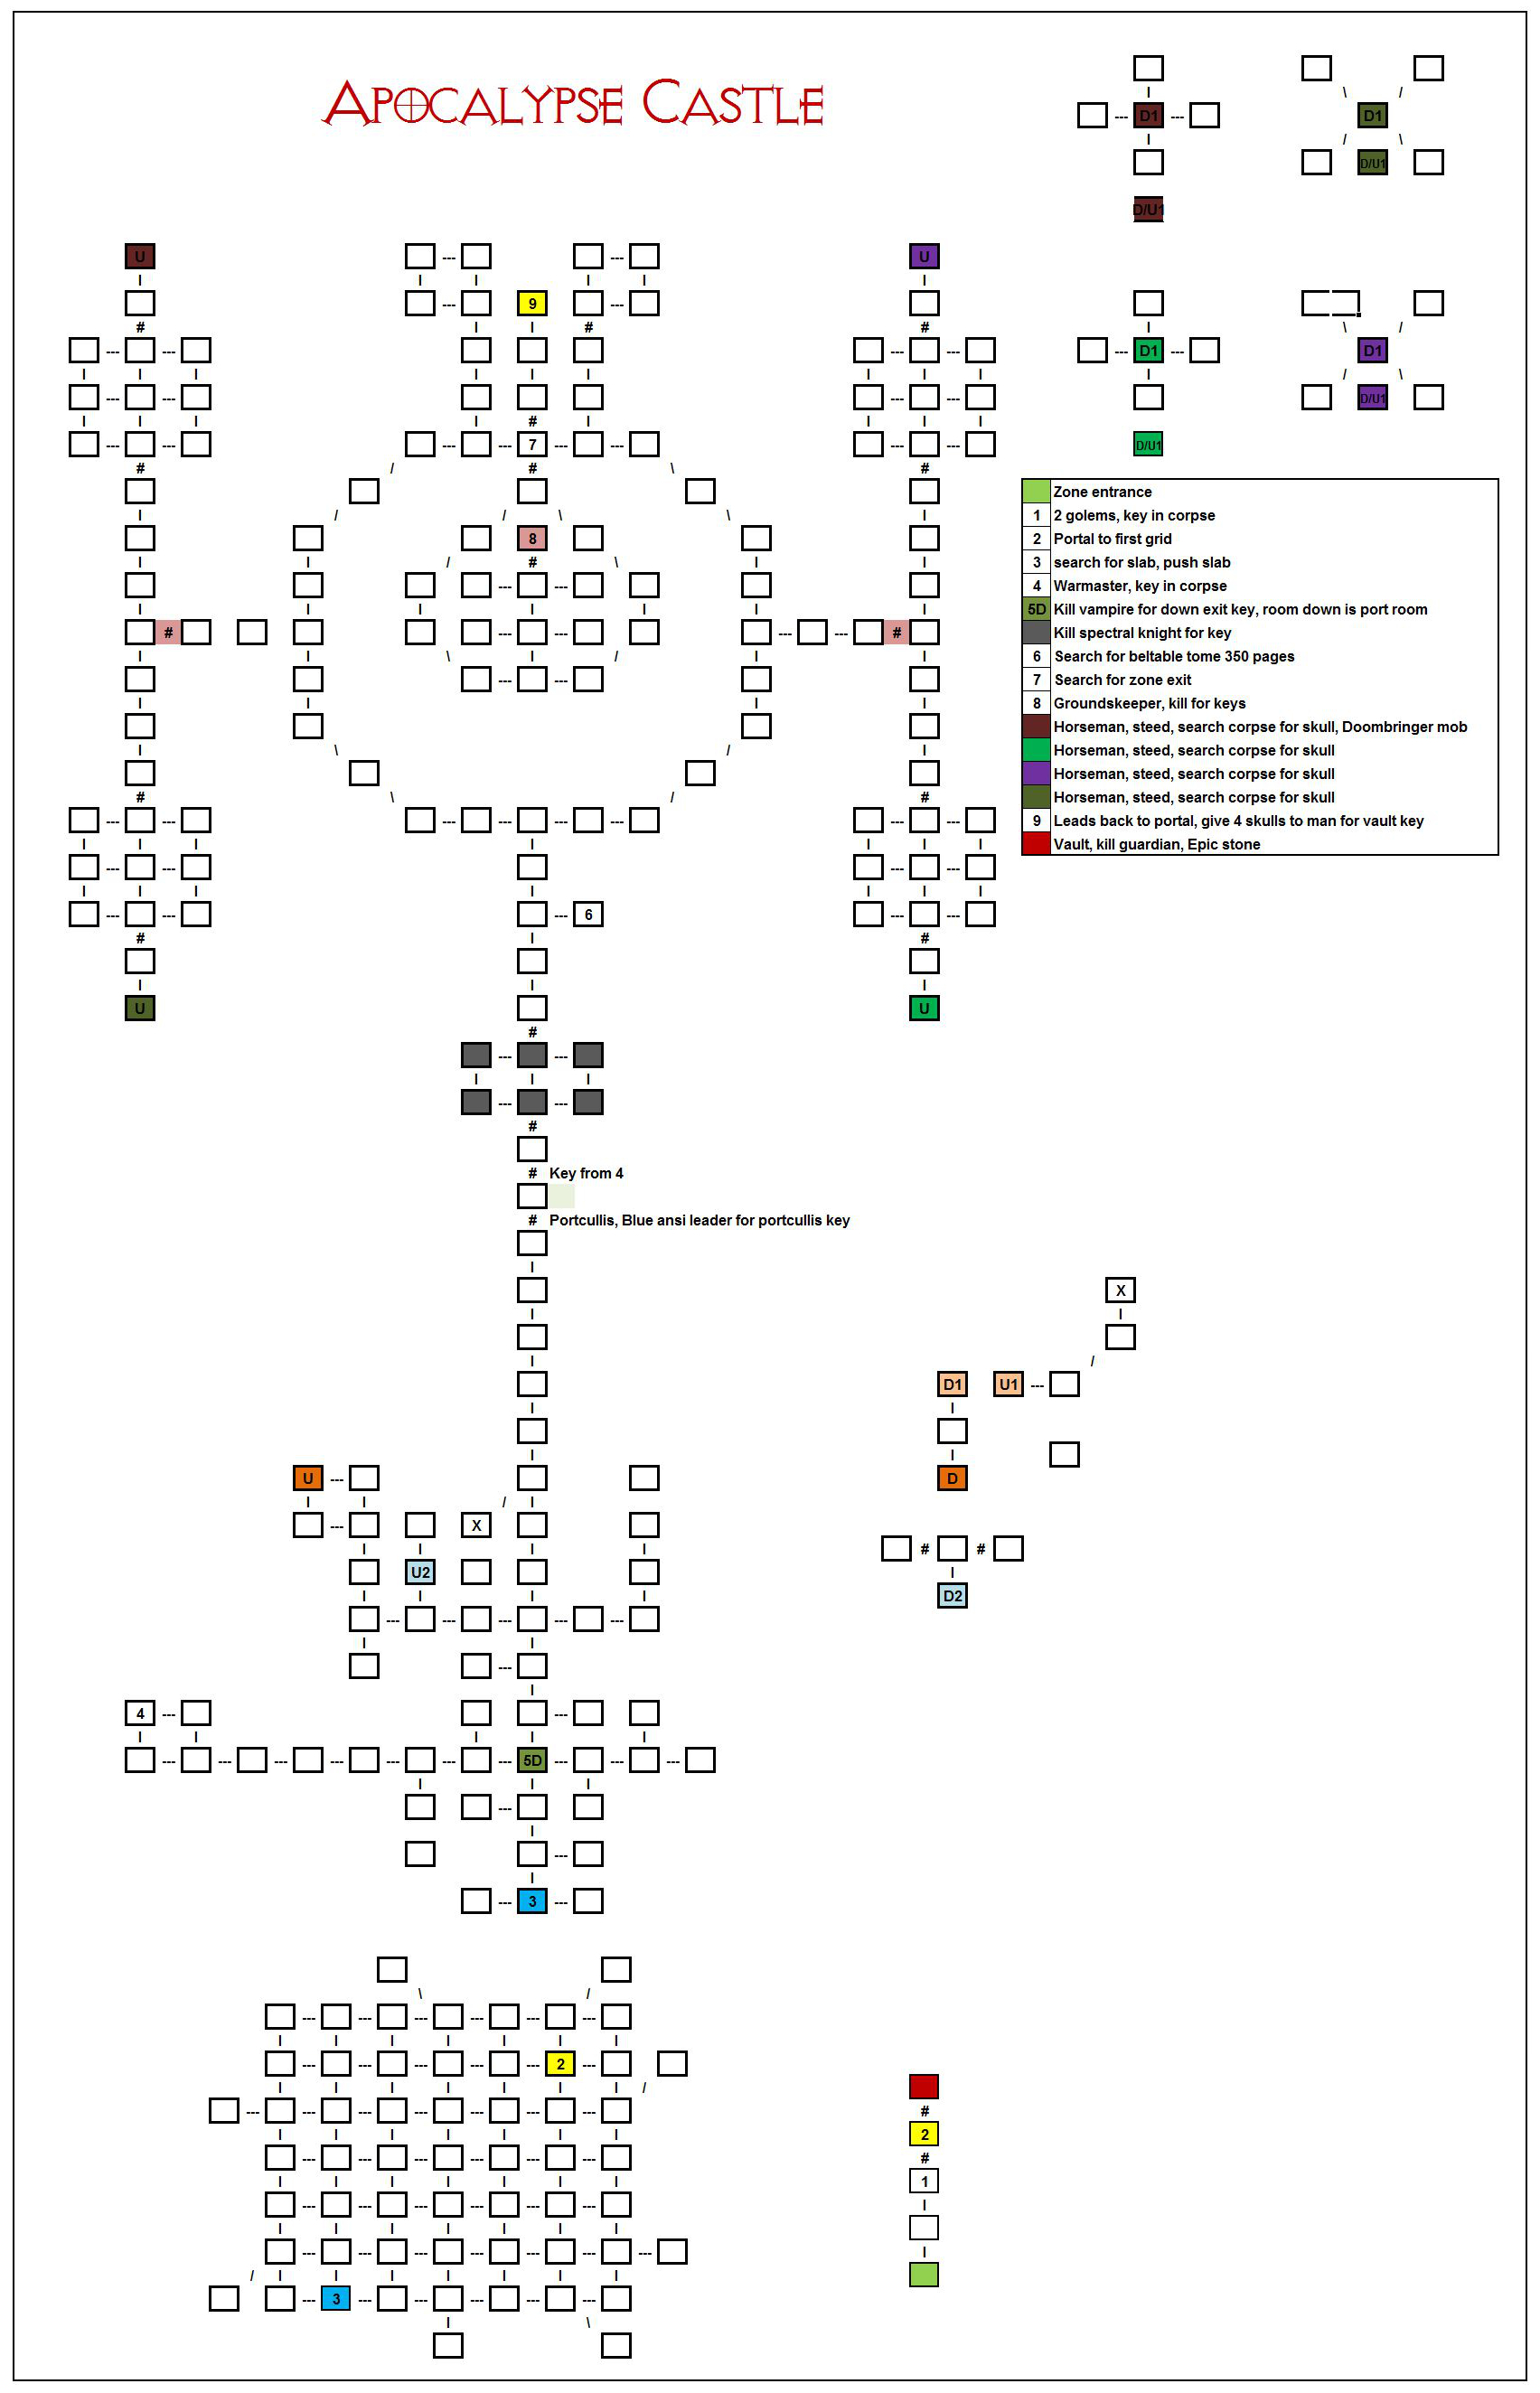 Apocalypse Castle
D1
D1
D/U1
D/U1
U
U
9
D1
D1
D/U1
7
D/U1
Zone entrance
1 2 golems, key in corpse
2 Portal to first grid
8
3 search for slab, push slab
4 Warmaster, key in corpse
5D Kill vampire for down exit key, room down is port room
# #
Kill spectral knight for key
6 Search for beltable tome 350 pages
7 Search for zone exit
8 Groundskeeper, kill for keys
Horseman, steed, search corpse for skull, Doombringer mob
Horseman, steed, search corpse for skull
Horseman, steed, search corpse for skull
Horseman, steed, search corpse for skull
9 Leads back to portal, give 4 skulls to man for vault key
Vault, kill guardian, Epic stone
6
U
U
# Key from 4
# Portcullis, Blue ansi leader for portcullis key
X
D1 U1
U
D
X
U2
D2
4
5D
3
2
2
1
3